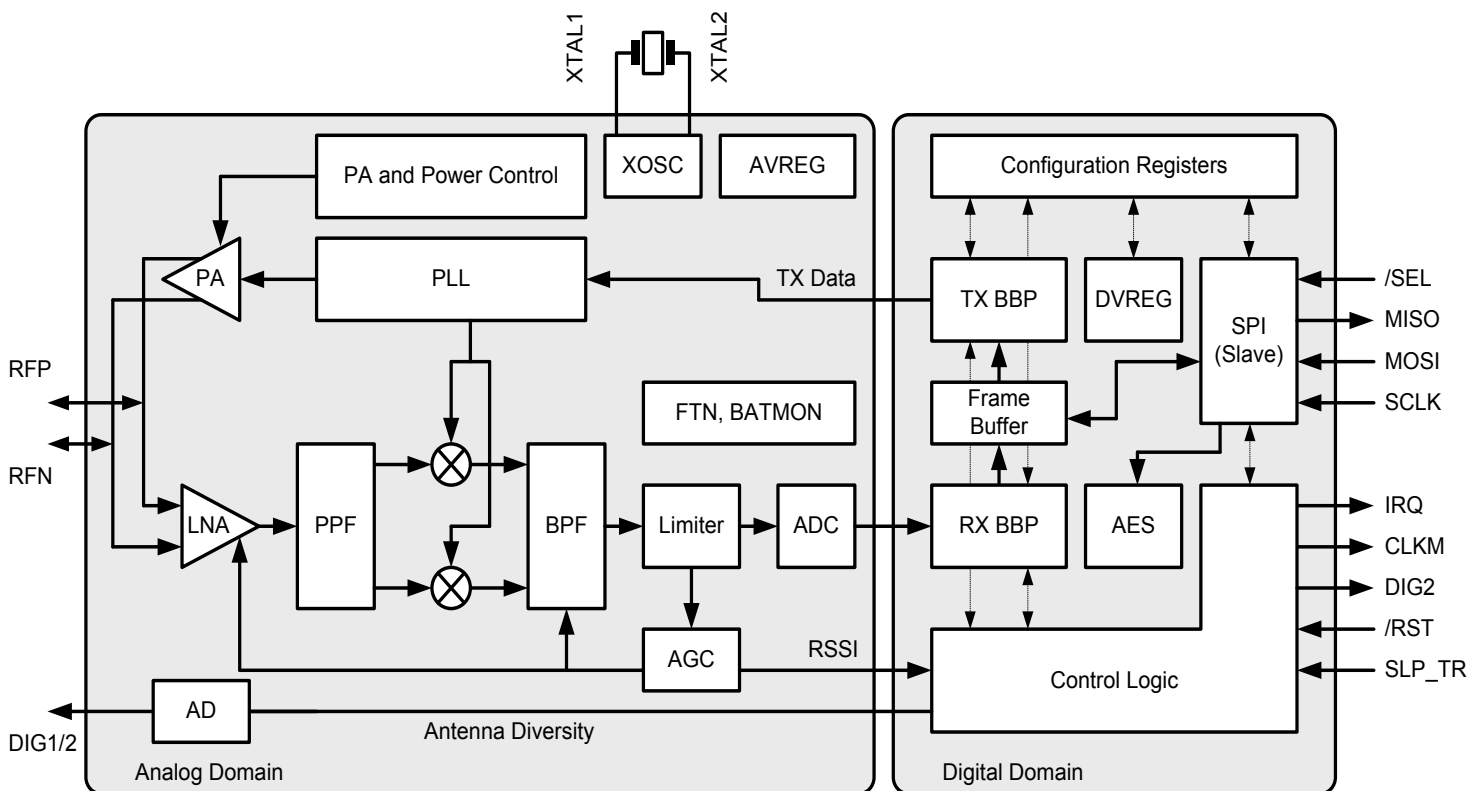 XTAL1
XTAL2
PA and Power Control
XOSC
AVREG
Configuration Registers
PA
PLL
TX Data
TX BBP
DVREG
SPI
(Slave)
/SEL
MISO
MOSI
SCLK
RFP
RFN
FTN, BATMON
Frame
Buffer
LNA
PPF
BPF
Limiter
ADC
RX BBP
AES
IRQ
CLKM
DIG2
/RST
SLP_TR
AGC
RSSI
Control Logic
AD
Antenna Diversity
DIG1/2
Analog Domain
Digital Domain